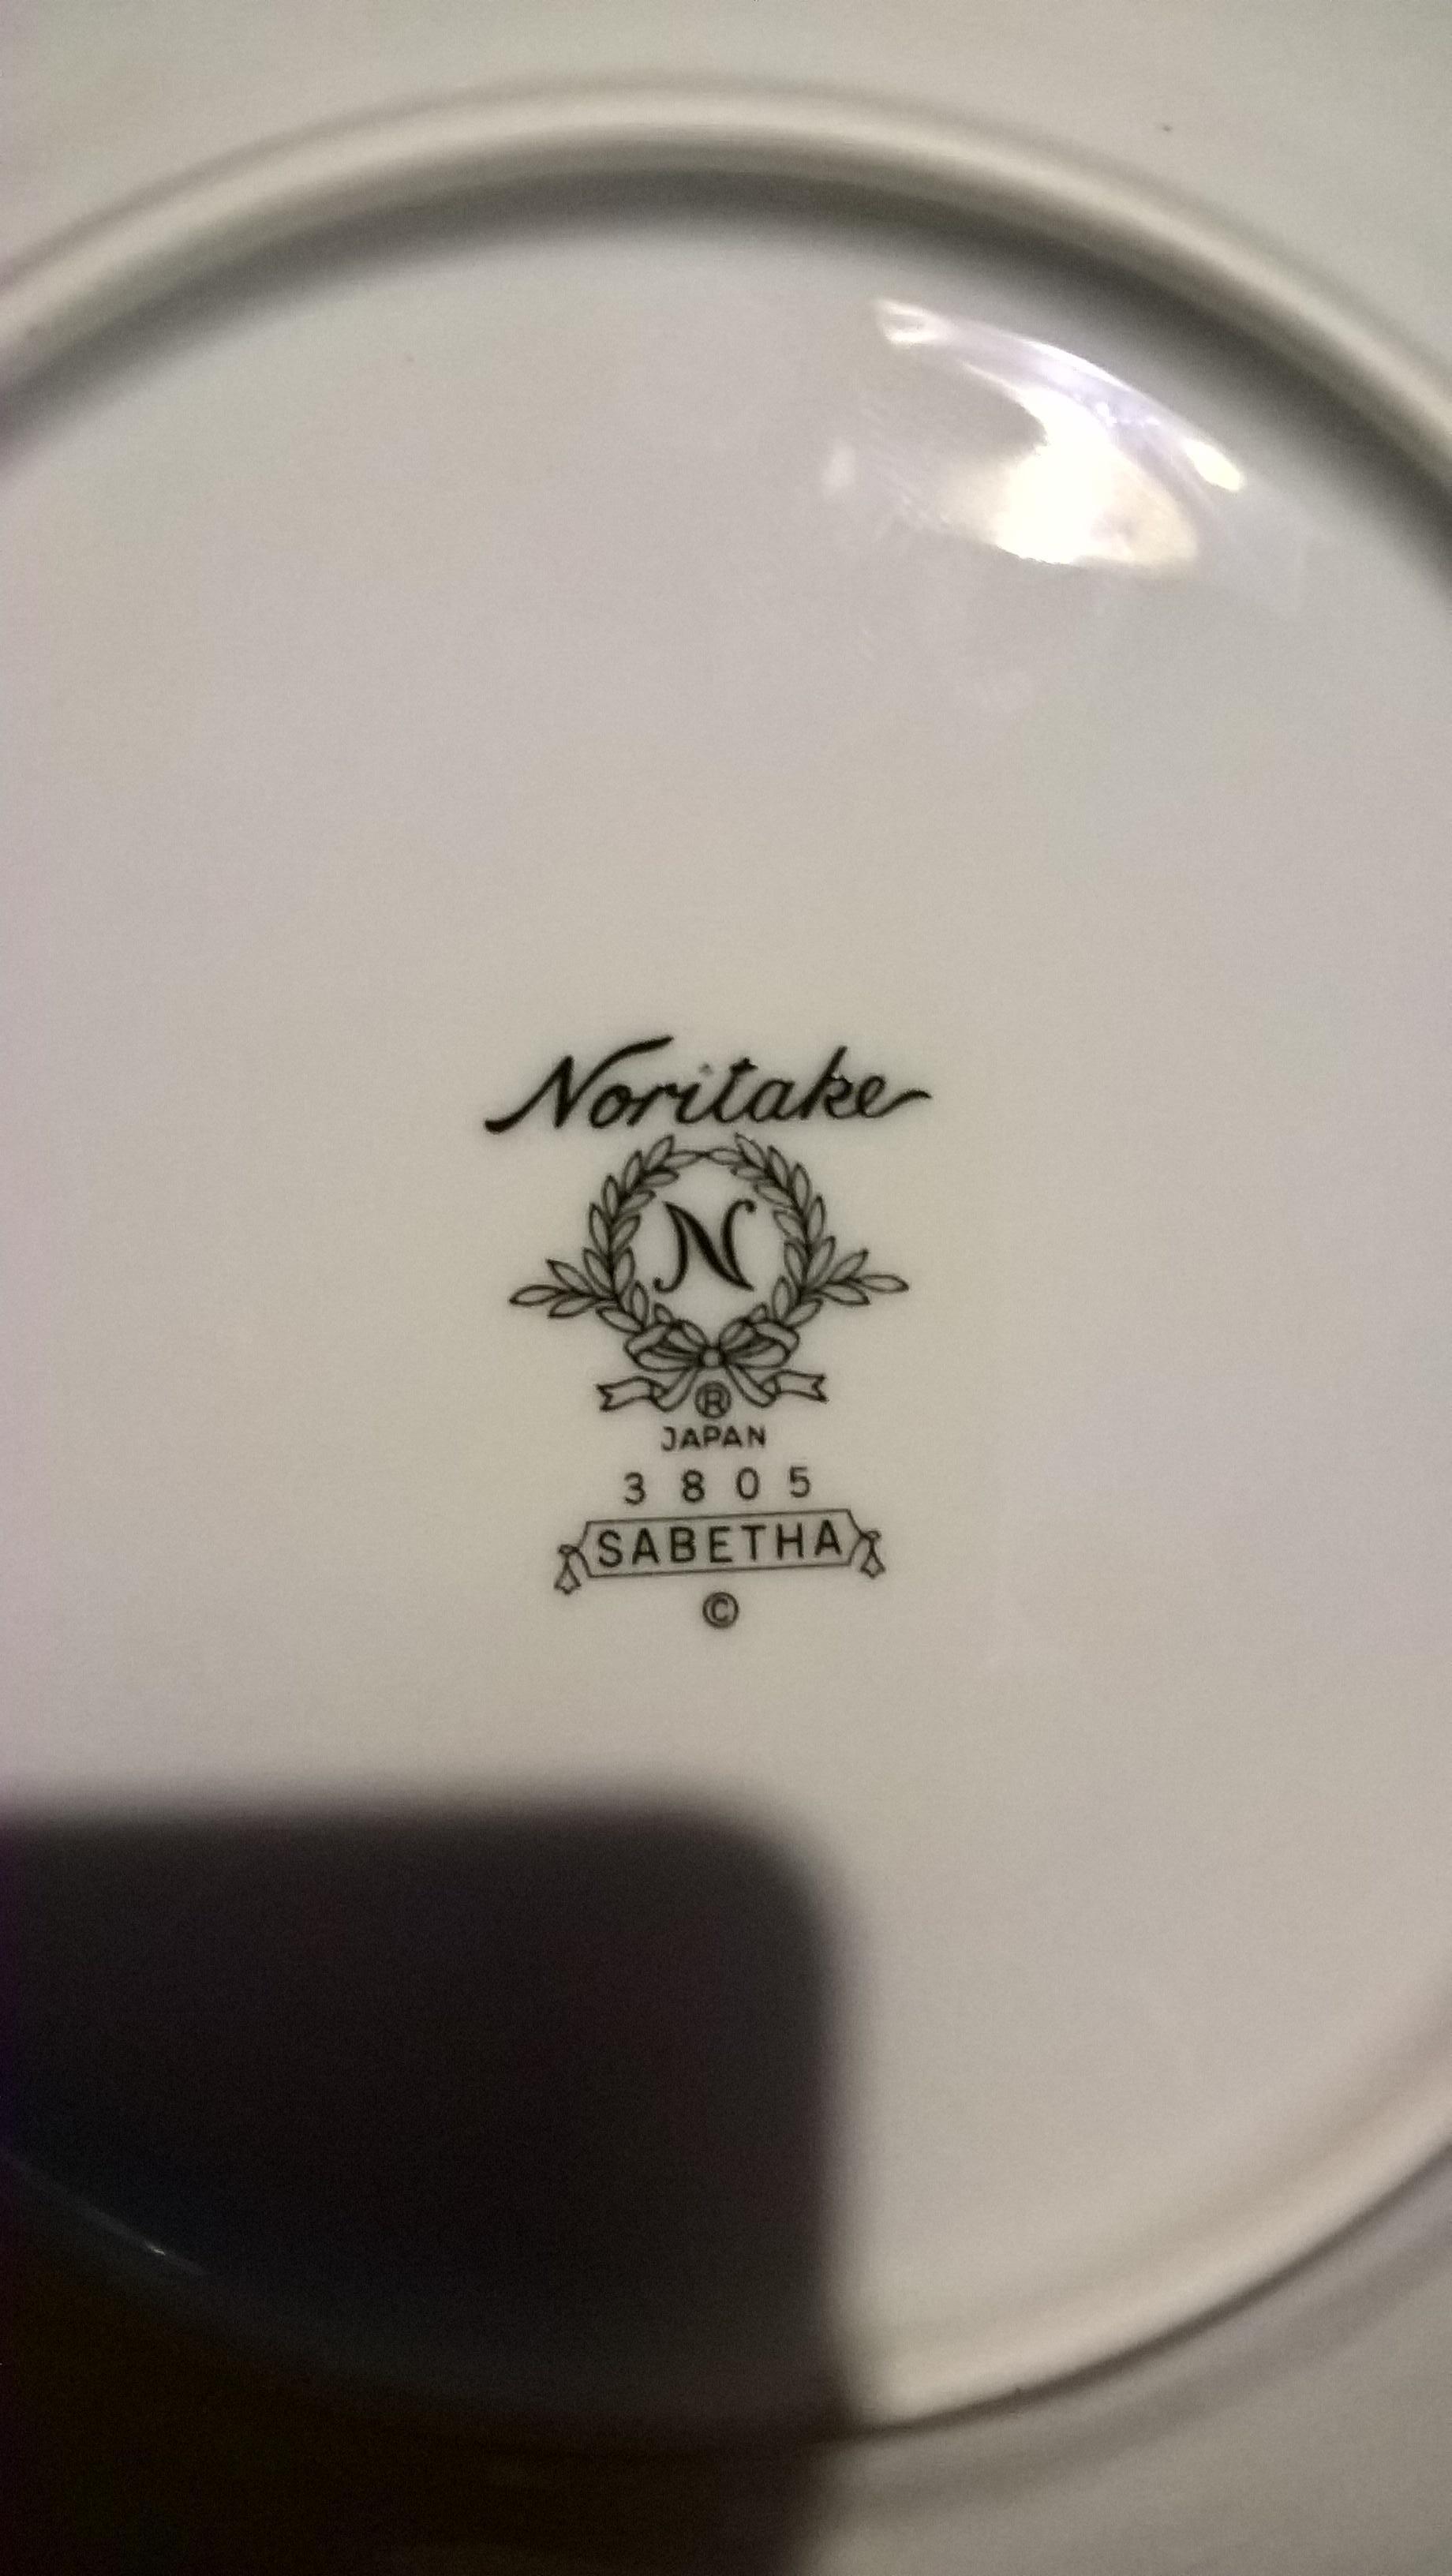 Noritake
N
®
JAPAN
3805
SABETHA
©